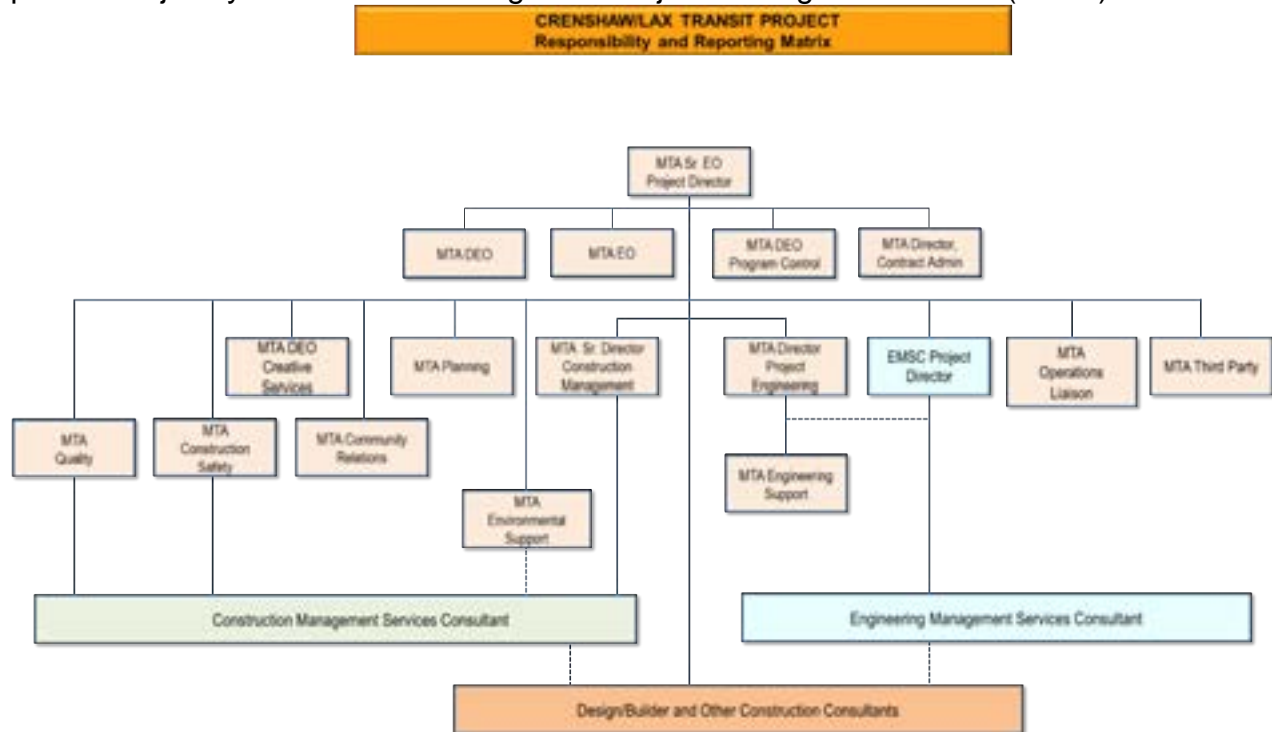 CRENSHAW/LAX TRANSIT PROJECT
Responsibility and Reporting Matrix
MTA Sr. EO
Project Director
MTA DEO
MTA EO
MTA DEO
Program Control
MTA Director,
Contract Admin
MTA DEO
Creative
Services
MTA Planning
MTA Sr. Director
Construction
Management
MTA Director
Project
Engineering
EMSC Project
Director
MTA
Operations
Liaison
MTA Third Party
MTA
Quality
MTA
Construction
Safety
MTA Community
Relations
MTA Engineering
Support
MTA
Environmental
Support
Construction Management Services Consultant
Engineering Management Services Consultant
Design/Builder and Other Construction Consultants